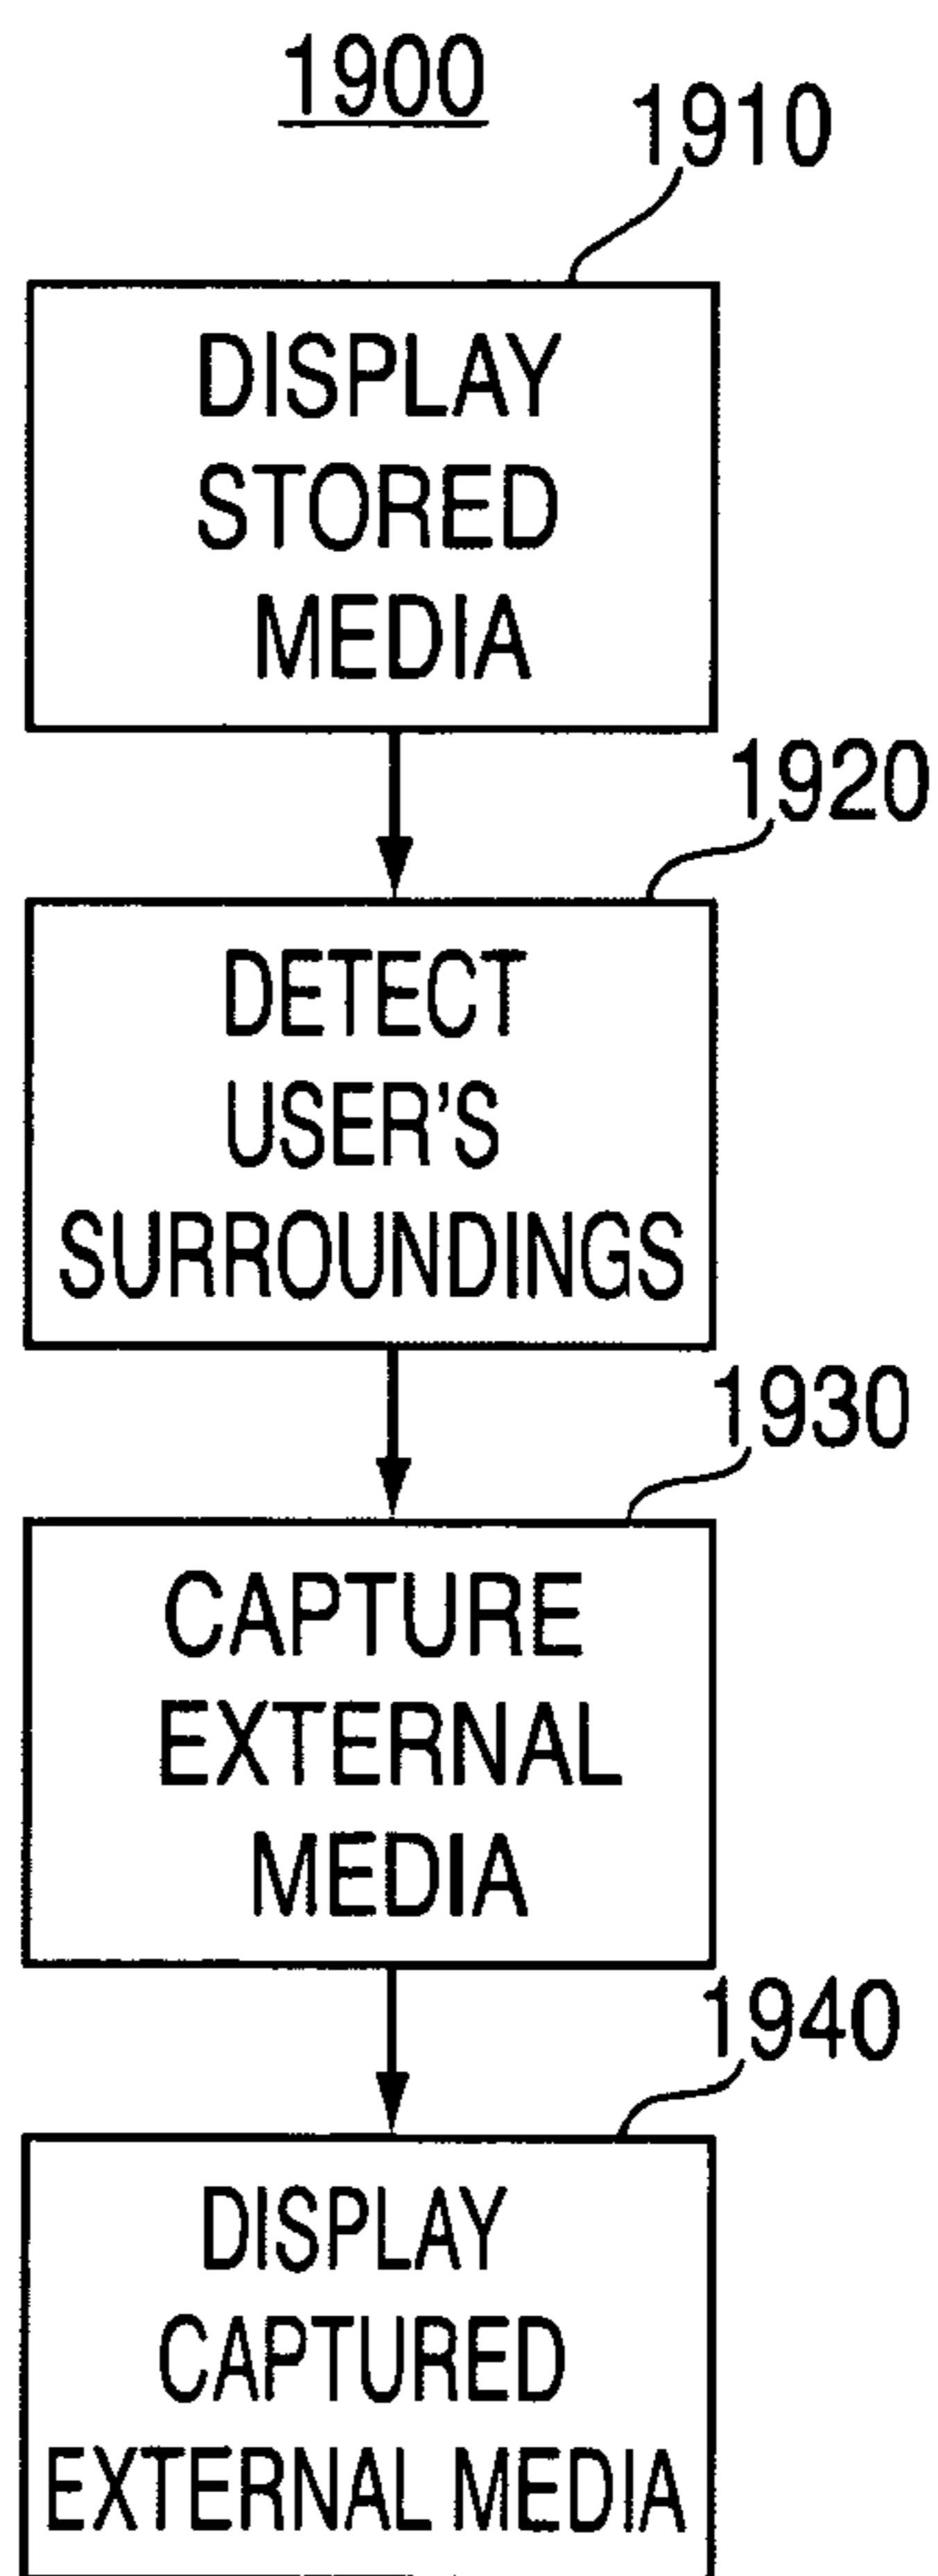 1900
1910
DISPLAY
STORED
MEDIA
1920
DETECT
USER’S
SURROUNDINGS
1930
CAPTURE
EXTERNAL
MEDIA
1940
DISPLAY
CAPTURED
EXTERNAL MEDIA